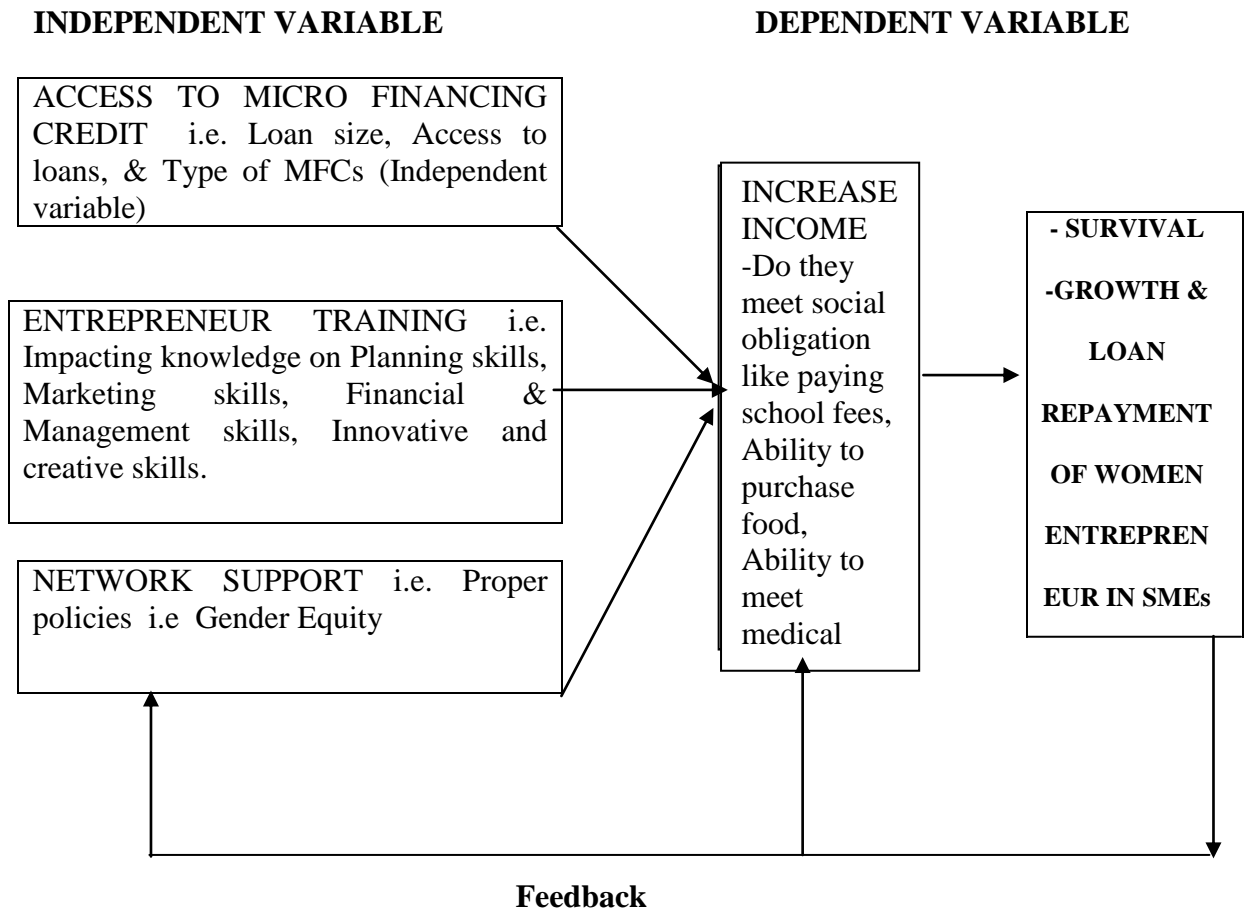 INDEPENDENT VARIABLE
DEPENDENT VARIABLE
ACCESS TO MICRO FINANCING
CREDIT i.e. Loan size, Access to
loans, & Type of MFCs (Independent
variable)
ENTREPRENEUR TRAINING i.e.
Impacting knowledge on Planning skills,
Marketing skills, Financial &
Management skills, Innovative and
creative skills.
NETWORK SUPPORT i.e. Proper
policies i.e Gender Equity
INCREASE
INCOME
-Do they
meet social
obligation
like paying
school fees,
Ability to
purchase
food,
Ability to
meet
medical
- SURVIVAL
-GROWTH &
LOAN
REPAYMENT
OF WOMEN
ENTREPREN
EUR IN SMEs
Feedback